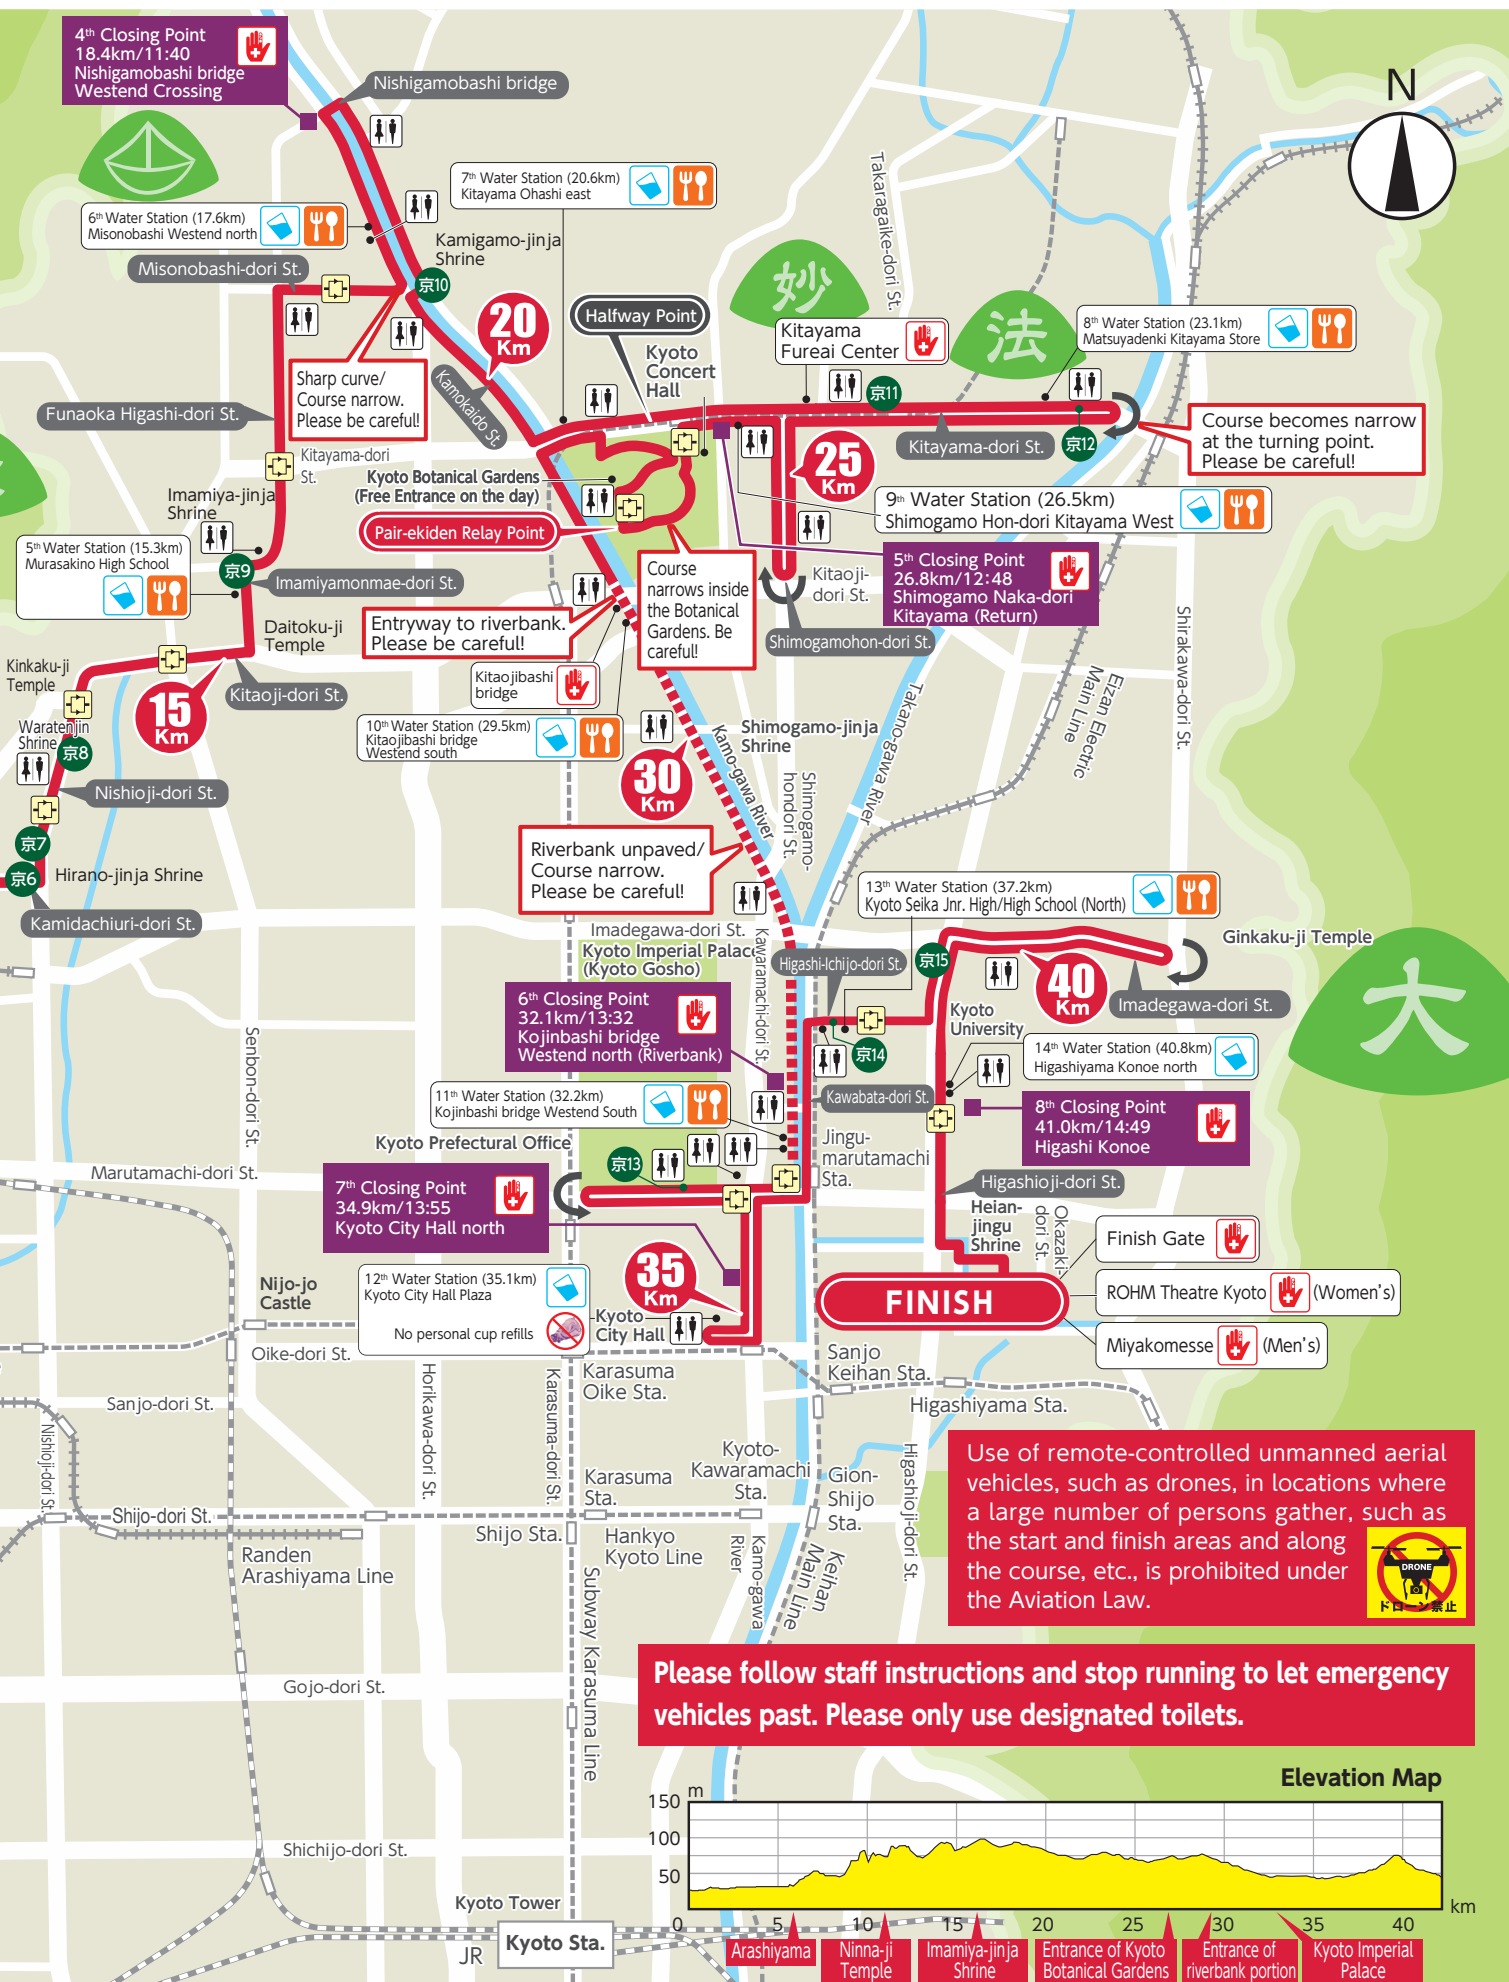 4th Closing Point
18.4km/11:40
Nishigamobashi bridge
Westend Crossing
Nishigamobashi bridge
N
7th Water Station (20.6km)
Kitayama Ohashi east
6th Water Station (17.6km)
Misonobashi Westend north
Kamigamo-jinja
Shrine
Misonobashi-dori St.
京10
Takaragaike-dori St.
妙
法
20
Km
Halfway Point
Kitayama
Fureai Center
8th Water Station (23.1km)
Matsuyadenki Kitayama Store
Kyoto
Concert
Hall
Sharp curve/
Course narrow.
Please be careful!
Kamokaido St.
京11
Funaoka Higashi-dori St.
Kitayama-dori St.
京12
Course becomes narrow
at the turning point.
Please be careful!
Kitayama-dori
St.
25
Km
Kyoto Botanical Gardens
(Free Entrance on the day)
Imamiya-jinja
Shrine
9th Water Station (26.5km)
Shimogamo Hon-dori Kitayama West
Pair-ekiden Relay Point
5th Water Station (15.3km)
Murasakino High School
京9
Imamiyamonmae-dori St.
Course
narrows inside
the Botanical
Gardens. Be
careful!
Kitaoji-
dori St.
5th Closing Point
26.8km/12:48
Shimogamo Naka-dori
Kitayama (Return)
Entryway to riverbank.
Please be careful!
Shimogamohon-dori St.
Shirakawa-dori St.
Daitoku-ji
Temple
Kinkaku-ji
Temple
Kitaoji-dori St.
Kitaojibashi
bridge
15
Km
Eizan Electric
Main Line
Takano-gawa River
Waratenjin
Shrine
京8
10th Water Station (29.5km)
Kitaojibashi bridge
Westend south
Shimogamo-jinja
Shrine
Kamo-gawa River
30
Km
Shimogamo-
hondori St.
Nishioji-dori St.
京7
Riverbank unpaved/
Course narrow.
Please be careful!
京6
Hirano-jinja Shrine
13th Water Station (37.2km)
Kyoto Seika Jnr. High/High School (North)
Kamidachiuri-dori St.
Imadegawa-dori St.
Kyoto Imperial Palace
(Kyoto Gosho)
Kawaramachi-dori St.
Higashi-Ichijo-dori St.
京15
Ginkaku-ji Temple
40
Km
Imadegawa-dori St.
大
6th Closing Point
32.1km/13:32
Kojinbashi bridge
Westend north (Riverbank)
Kyoto
University
Senbon-dori St.
京14
14th Water Station (40.8km)
Higashiyama Konoe north
11th Water Station (32.2km)
Kojinbashi bridge Westend South
Kawabata-dori St.
8th Closing Point
41.0km/14:49
Higashi Konoe
Kyoto Prefectural Office
Jingu-
marutamachi
Sta.
Marutamachi-dori St.
京13
7th Closing Point
34.9km/13:55
Kyoto City Hall north
Higashioji-dori St.
Heian-
jingu
Shrine
Okazaki-
dori St.
Finish Gate
35
Km
12th Water Station (35.1km)
Kyoto City Hall Plaza
No personal cup refills
Nijo-jo
Castle
FINISH
ROHM Theatre Kyoto
(Women's)
Kyoto
City Hall
Miyakomesse
(Men's)
Oike-dori St.
Karasuma
Oike Sta.
Sanjo
Keihan Sta.
Horikawa-dori St.
Karasuma-dori St.
Sanjo-dori St.
Higashiyama Sta.
Nishioji-dori St.
Higashioji-dori St.
Karasuma
Sta.
Kyoto-
Kawaramachi
Sta.
Gion-
Shijo
Sta.
Use of remote-controlled unmanned aerial
vehicles, such as drones, in locations where
a large number of persons gather, such as
the start and finish areas and along
the course, etc., is prohibited under
the Aviation Law.
DRONE
ドローン禁止
Shijo-dori St.
Shijo Sta.
Hankyo
Kyoto Line
Kamo-gawa
River
Keihan
Main Line
Randen
Arashiyama Line
Subway Karasuma Line
Please follow staff instructions and stop running to let emergency
vehicles past. Please only use designated toilets.
Gojo-dori St.
Elevation Map
150
m
100
50
Shichijo-dori St.
km
0
5
10
15
20
25
30
35
40
Kyoto Tower
JR
Kyoto Sta.
Arashiyama
Ninna-ji
Temple
Imamiya-jinja
Shrine
Entrance of Kyoto
Botanical Gardens
Entrance of
riverbank portion
Kyoto Imperial
Palace